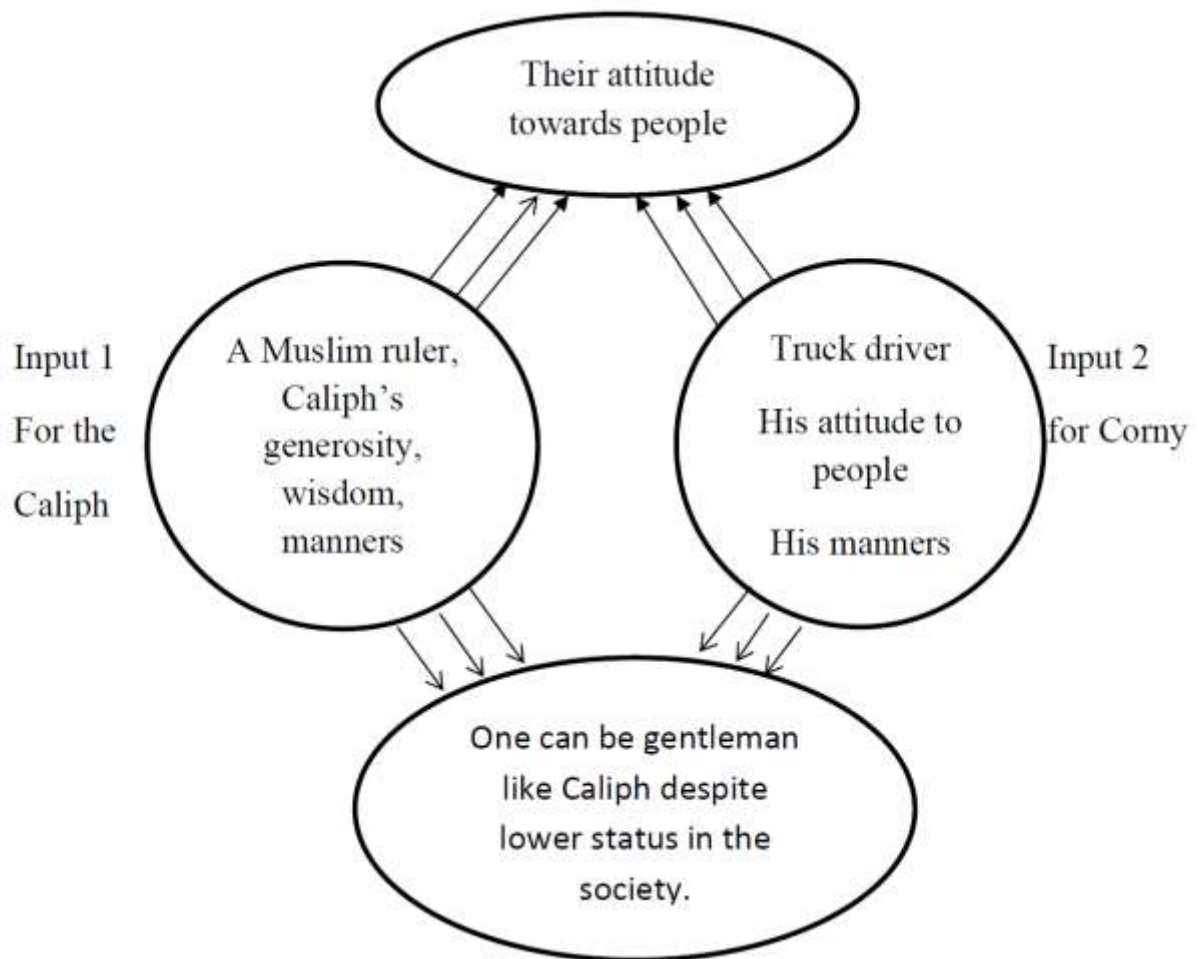 Their attitude
towards people
Input 1
For the
Caliph
A Muslim ruler,
Caliph’s
generosity,
wisdom,
manners
Truck driver
His attitude to
people
His manners
Input 2
for Corny
One can be gentleman
like Caliph despite
lower status in the
society.